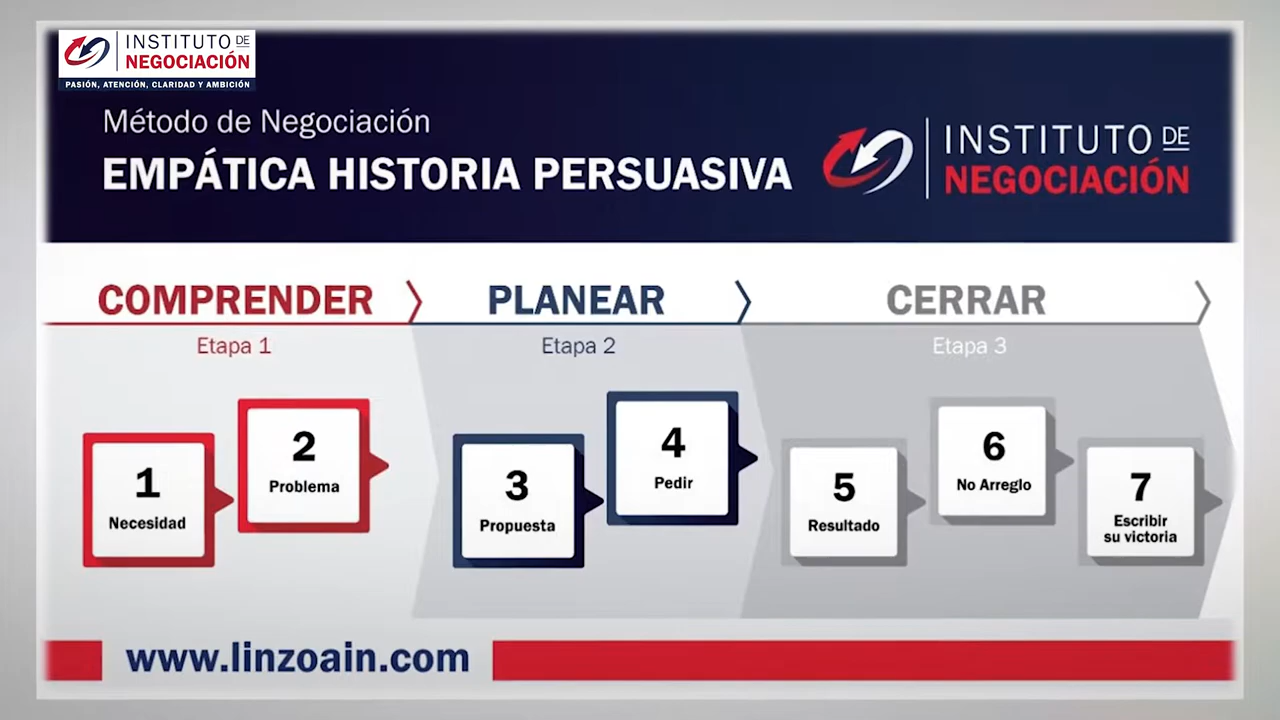 INSTITUTO DE
NEGOCIACIÓN
PASIÓN, ATENCIÓN, CLARIDAD Y AMBICIÓN
Método de Negociación
EMPÁTICA HISTORIA PERSUASIVA
INSTITUTO DE
NEGOCIACIÓN
COMPRENDER
PLANEAR
CERRAR
Etapa 1
Etapa 2
Etapa 3
1
Necesidad
2
Problema
3
Propuesta
4
Pedir
5
Resultado
6
No Arreglo
7
Escribir
su victoria
www.linzoain.com